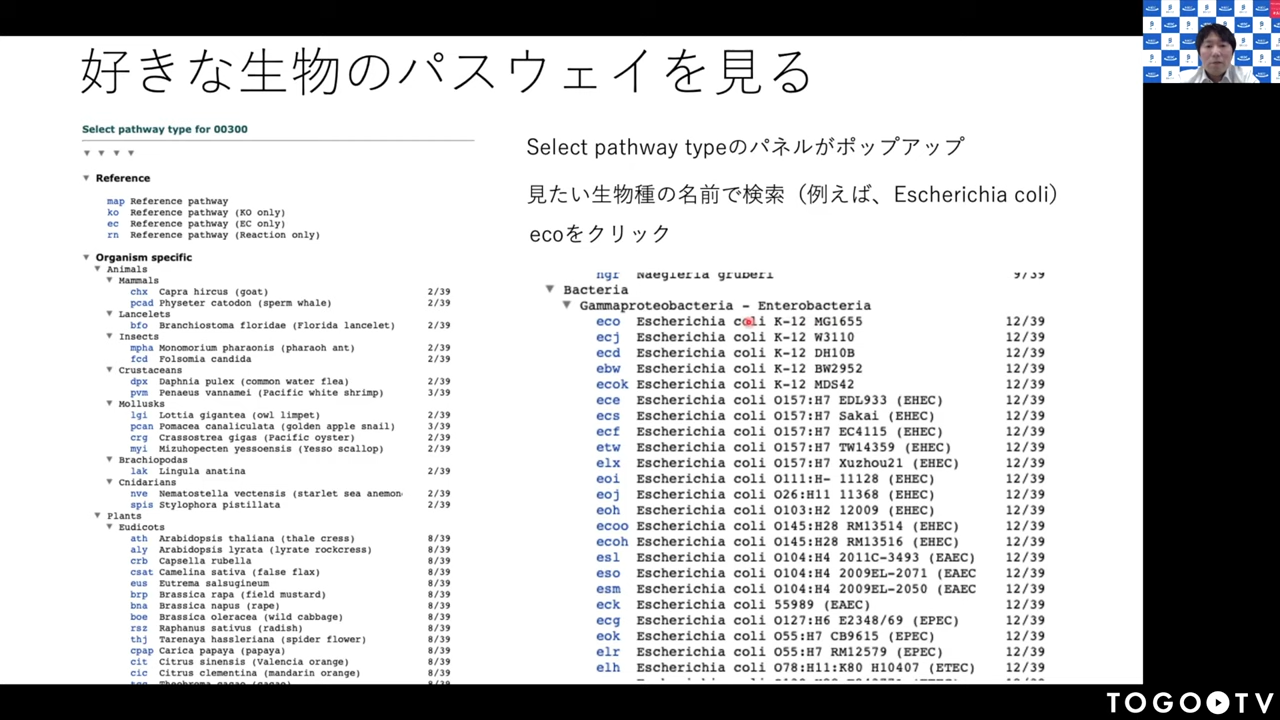 好きな生物のパスウェイを見る
Select pathway type for 00300
▼ ▼ ▼ ▼
▼ Reference
map Reference pathway
ko Reference pathway (KO only)
ec Reference pathway (EC only)
rn Reference pathway (Reaction only)
▼ Organism specific
▼ Animals
▼ Mammals
chx Capra hircus (goat) 2/39
pcad Physeter catodon (sperm whale) 2/39
▼ Lancelets
bfo Branchiostoma floridae (Florida lancelet) 2/39
▼ Insects
mpha Monomorium pharaonis (pharaoh ant) 2/39
fcd Folsomia candida 2/39
▼ Crustaceans
dpx Daphnia pulex (common water flea) 2/39
pvm Penaeus vannamei (Pacific white shrimp) 3/39
▼ Mollusks
lgi Lottia gigantea (owl limpet) 2/39
pcan Pomacea canaliculata (golden apple snail) 3/39
crg Crassostrea gigas (Pacific oyster) 2/39
myi Mizuhopecten yessoensis (Yesso scallop) 2/39
▼ Brachiopodas
lak Lingula anatina 2/39
▼ Cnidarians
nve Nematostella vectensis (starlet sea anemon 2/39
spis Stylophora pistillata 2/39
▼ Plants
▼ Eudicots
ath Arabidopsis thaliana (thale cress) 8/39
aly Arabidopsis lyrata (lyrate rockcress) 8/39
crb Capsella rubella 8/39
csat Camelina sativa (false flax) 8/39
eus Eutrema salsugineum 8/39
brp Brassica rapa (field mustard) 8/39
bna Brassica napus (rape) 8/39
boe Brassica oleracea (wild cabbage) 8/39
rsz Raphanus sativus (radish) 8/39
thj Tarenaya hassleriana (spider flower) 8/39
cpap Carica papaya (papaya) 8/39
cit Citrus sinensis (Valencia orange) 8/39
cic Citrus clementina (mandarin orange) 8/39
tcc Theobroma cacao (cacao) 8/39
Select pathway typeのパネルがポップアップ
見たい生物種の名前で検索（例えば、Escherichia coli）
ecoをクリック
ngr Naegleria gruberi 9/39
▼ Bacteria
▼ Gammaproteobacteria - Enterobacteria
eco Escherichia coli K-12 MG1655 12/39
ecj Escherichia coli K-12 W3110 12/39
ecd Escherichia coli K-12 DH10B 12/39
ebw Escherichia coli K-12 BW2952 12/39
ecok Escherichia coli K-12 MDS42 12/39
ece Escherichia coli O157:H7 EDL933 (EHEC) 12/39
ecs Escherichia coli O157:H7 Sakai (EHEC) 12/39
ecf Escherichia coli O157:H7 EC4115 (EHEC) 12/39
etw Escherichia coli O157:H7 TW14359 (EHEC) 12/39
elx Escherichia coli O157:H7 Xuzhou21 (EHEC) 12/39
eoi Escherichia coli O111:H- 11128 (EHEC) 12/39
eoj Escherichia coli O26:H11 11368 (EHEC) 12/39
eoh Escherichia coli O103:H2 12009 (EHEC) 12/39
ecoo Escherichia coli O145:H28 RM13514 (EHEC) 12/39
ecoh Escherichia coli O145:H28 RM13516 (EHEC) 12/39
esl Escherichia coli O104:H4 2011C-3493 (EAEC) 12/39
eso Escherichia coli O104:H4 2009EL-2071 (EAEC 12/39
esm Escherichia coli O104:H4 2009EL-2050 (EAEC 12/39
eck Escherichia coli 55989 (EAEC) 12/39
ecg Escherichia coli O127:H6 E2348/69 (EPEC) 12/39
eok Escherichia coli O55:H7 CB9615 (EPEC) 12/39
elr Escherichia coli O55:H7 RM12579 (EPEC) 12/39
elh Escherichia coli O78:H11:K80 H10407 (ETEC) 12/39
TOGO TV